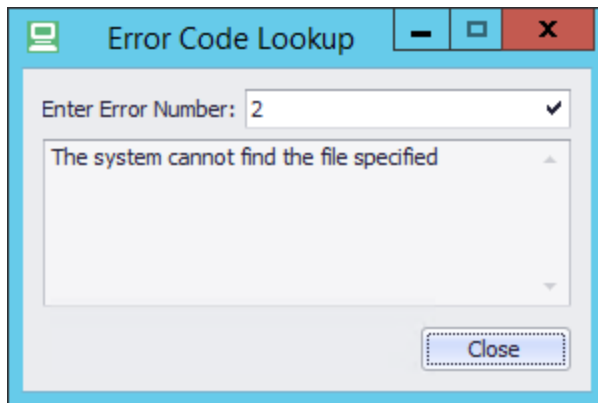 Error Code Lookup
Enter Error Number: 2
The system cannot find the file specified
Close